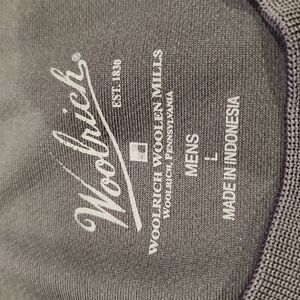 Woolrich®
EST. 1830
WOOLRICH WOOLEN MILLS
WOOLRICH, PENNSYLVANIA
MENS
L
MADE IN INDONESIA